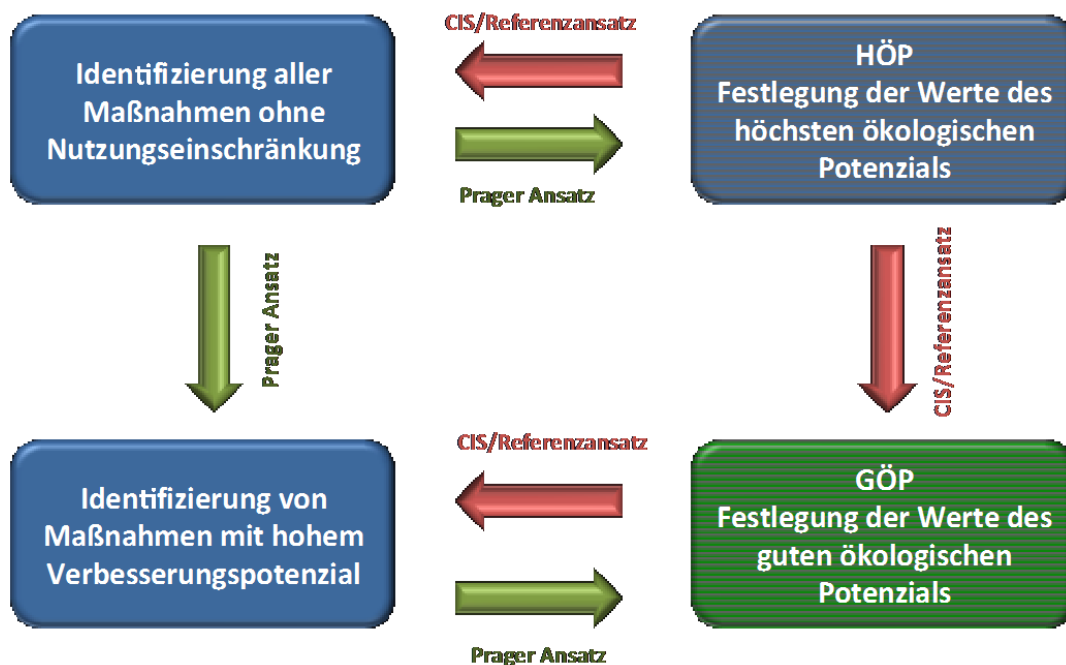 CIS/Referenzansatz
Identifizierung aller
Maßnahmen ohne
Nutzungseinschränkung
HÖP
Festlegung der Werte des
höchsten ökologischen
Potenzials
Prager Ansatz
Prager Ansatz
CIS/Referenzansatz
CIS/Referenzansatz
Identifizierung von
Maßnahmen mit hohem
Verbesserungspotenzial
GÖP
Festlegung der Werte des
guten ökologischen
Potenzials
Prager Ansatz